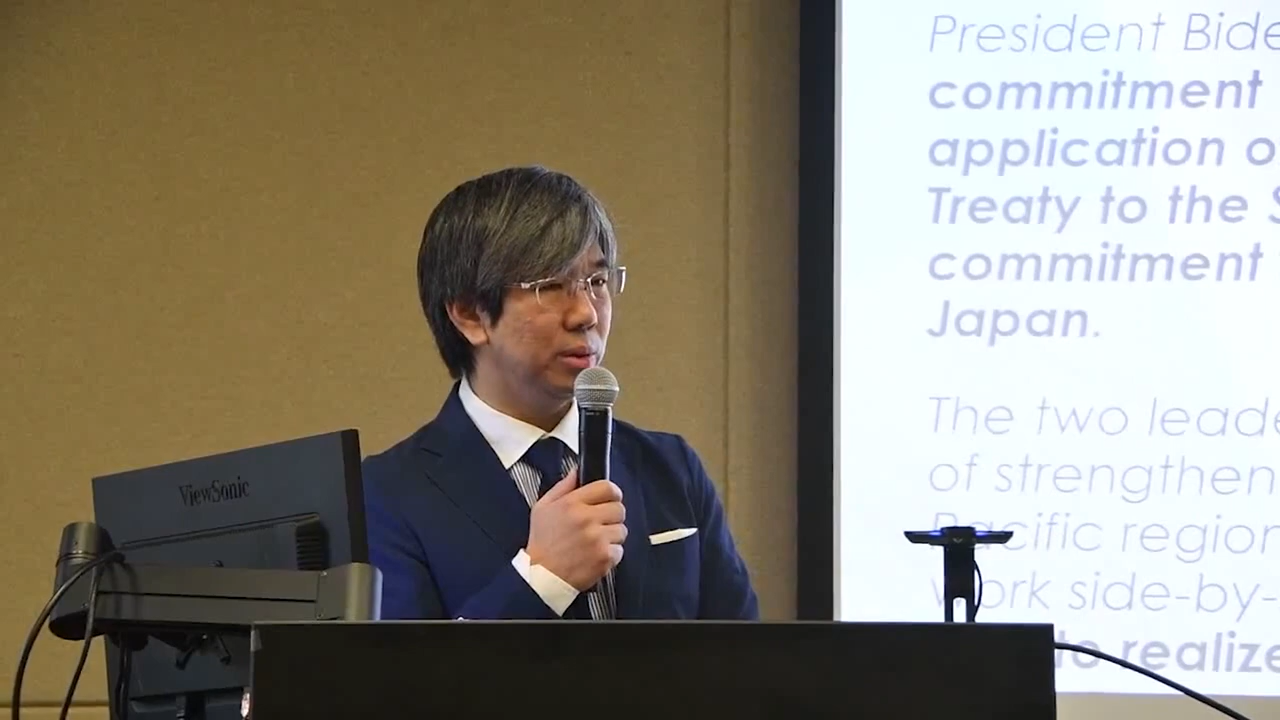 ViewSonic
President Bide
commitment
application o
Treaty to the S
commitment
Japan.
The two leade
of strengthen
Pacific region
work side-by-
to realize